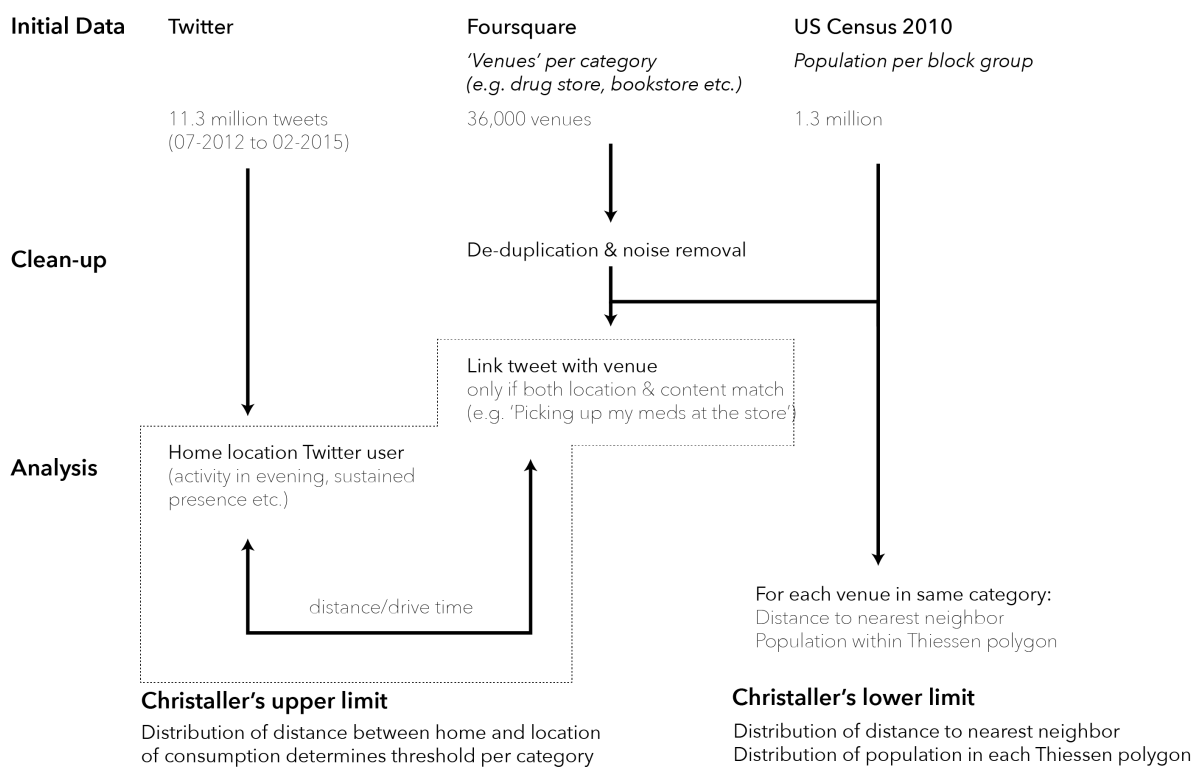 Initial Data
Twitter
Foursquare
US Census 2010
‘Venues’ per category
(e.g. drug store, bookstore etc.)
Population per block group
11.3 million tweets
(07-2012 to 02-2015)
36,000 venues
1.3 million
Clean-up
De-duplication & noise removal
Link tweet with venue
only if both location & content match
(e.g. ‘Picking up my meds at the store’)
Analysis
Home location Twitter user
(activity in evening, sustained
presence etc.)
distance/drive time
For each venue in same category:
Distance to nearest neighbor
Population within Thiessen polygon
Christaller’s upper limit
Distribution of distance between home and location
of consumption determines threshold per category
Christaller’s lower limit
Distribution of distance to nearest neighbor
Distribution of population in each Thiessen polygon